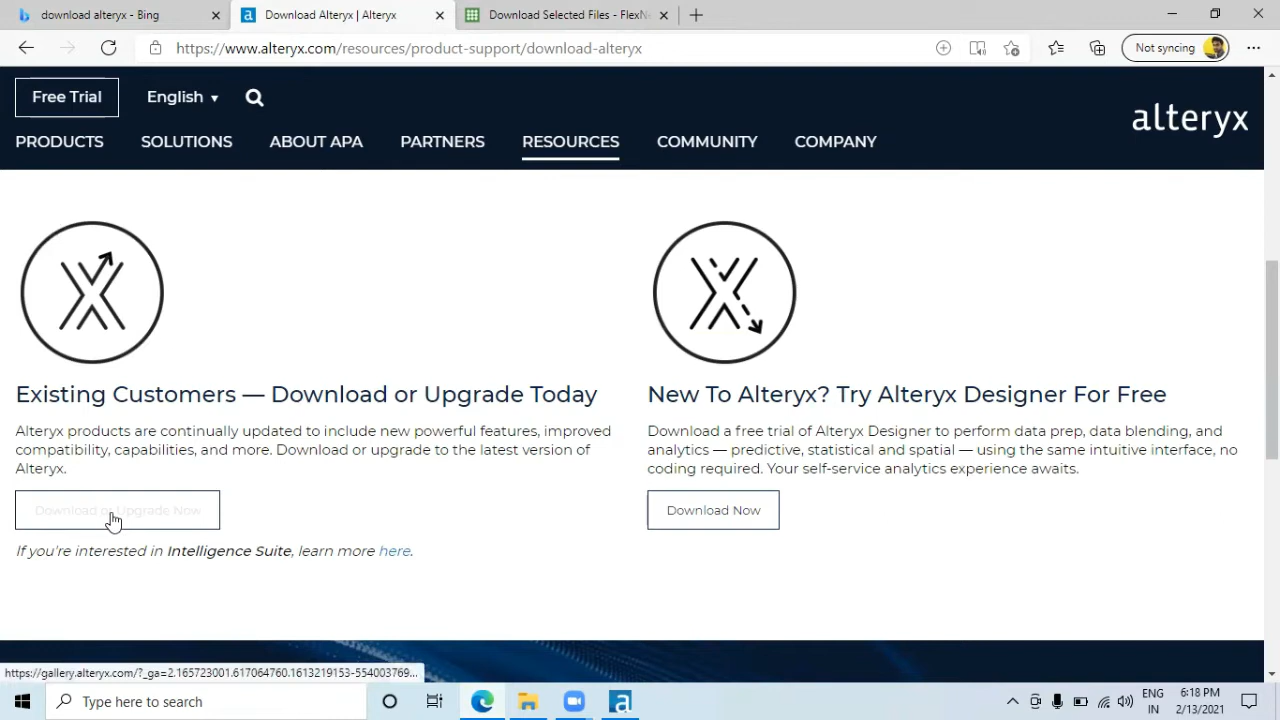 download alteryx - Bing
Download Alteryx | Alteryx
Download Selected Files - FlexNe
https://www.alteryx.com/resources/product-support/download-alteryx
Not syncing
Free Trial
English
alteryx
PRODUCTS SOLUTIONS ABOUT APA PARTNERS RESOURCES COMMUNITY COMPANY
Existing Customers — Download or Upgrade Today
Alteryx products are continually updated to include new powerful features, improved
compatibility, capabilities, and more. Download or upgrade to the latest version of
Alteryx.
Download or Upgrade Now
If you're interested in Intelligence Suite, learn more here.
New To Alteryx? Try Alteryx Designer For Free
Download a free trial of Alteryx Designer to perform data prep, data blending, and
analytics — predictive, statistical and spatial — using the same intuitive interface, no
coding required. Your self-service analytics experience awaits.
Download Now
https://gallery.alteryx.com/?_ga=2.165723001.617064760.1613219153-554003769...
Type here to search
a
ENG
IN
6:18 PM
2/13/2021